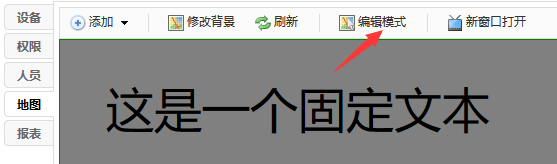 设备
权限
人员
地图
报表
添加 修改背景 刷新 编辑模式 新窗口打开
这是一个固定文本